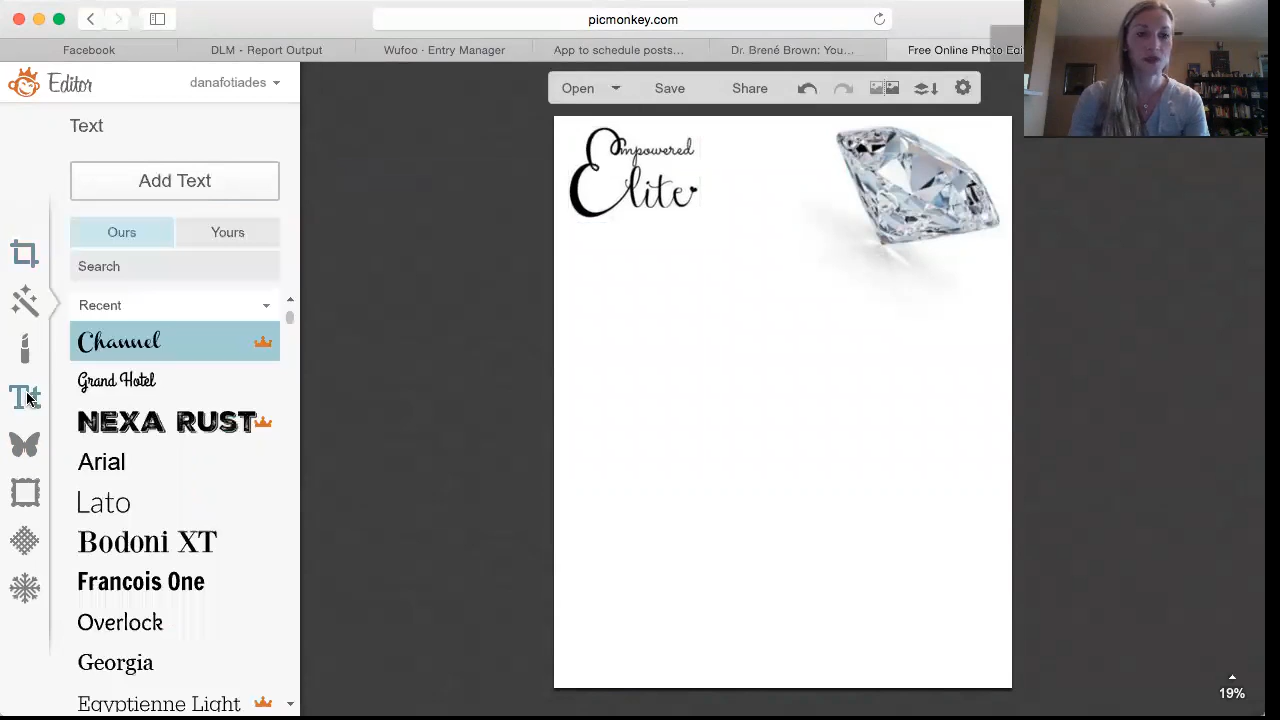 picmonkey.com
Facebook
DLM - Report Output
Wufoo · Entry Manager
App to schedule posts...
Dr. Brené Brown: You...
Free Online Photo Edi
Editor
danafotiades
Open
Save
Share
Text
Add Text
Ours
Yours
Search
Recent
Channel
Grand Hotel
NEXA RUST
Arial
Lato
Bodoni XT
Francois One
Overlock
Georgia
Egyptienne Light
Empowered
Elite
19%